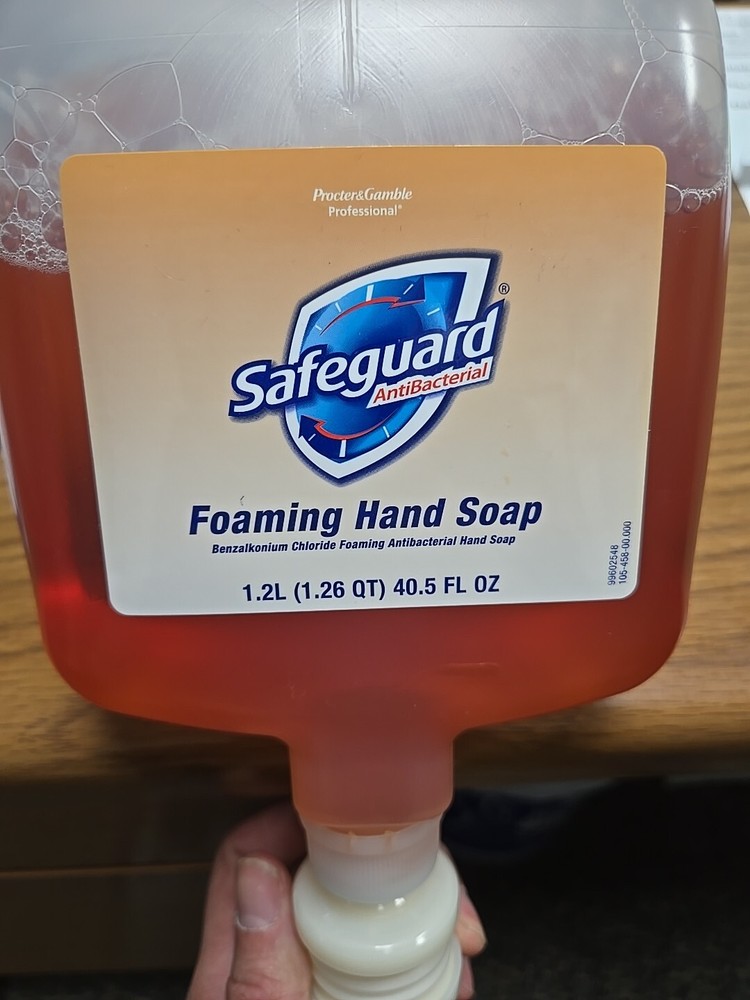 Procter&Gamble
Professional®
Safeguard®
AntiBacterial
Foaming Hand Soap
Benzalkonium Chloride Foaming Antibacterial Hand Soap
1.2L (1.26 QT) 40.5 FL OZ
99602548
105-458-00.000